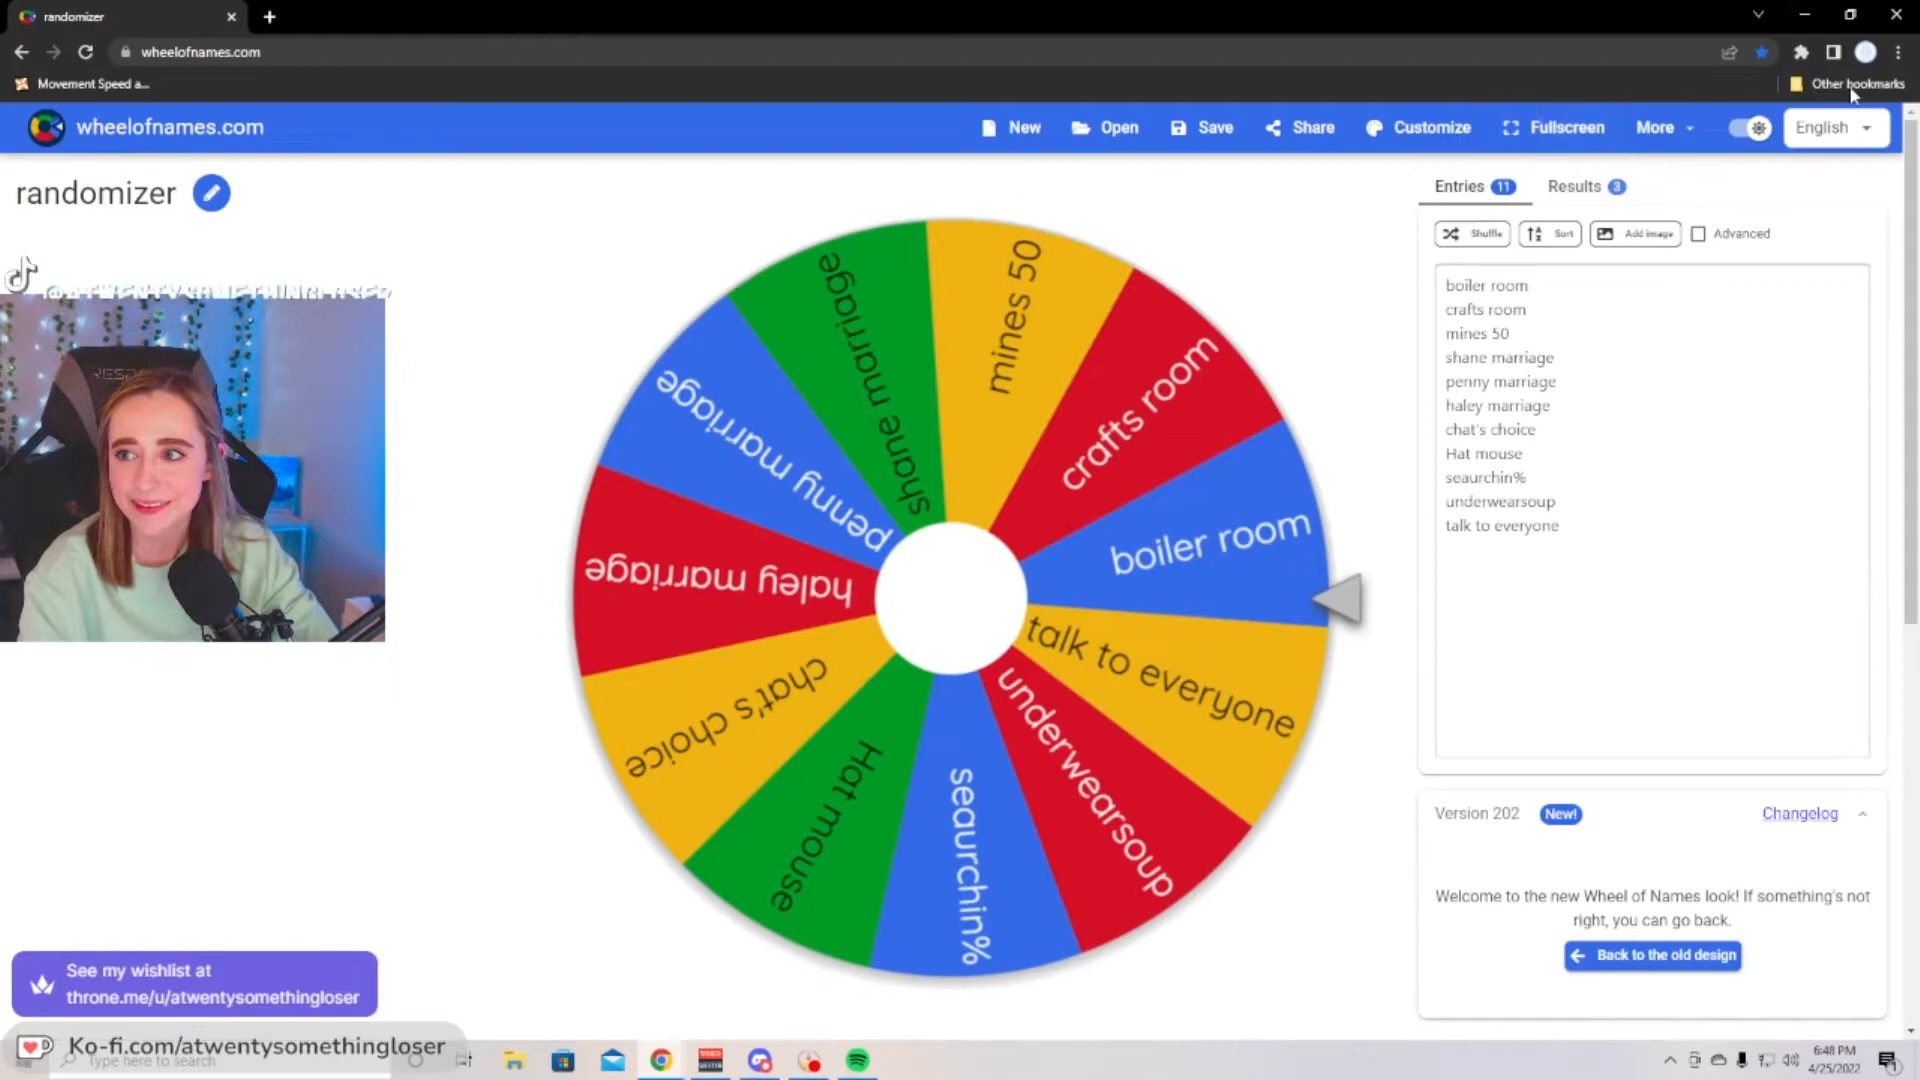 randomizer
wheelofnames.com
Movement Speed a...
Other bookmarks
wheelofnames.com
New
Open
Save
Share
Customize
Fullscreen
More
English
randomizer
@ATWENTYSOMETHINGLOSER
Entries 11
Results 3
Shuffle
Sort
Add image
Advanced
boiler room
crafts room
mines 50
shane marriage
penny marriage
haley marriage
chat's choice
Hat mouse
seaurchin%
underwearsoup
talk to everyone
mines 50
crafts room
boiler room
talk to everyone
underwearsoup
seaurchin%
Hat mouse
chat's choice
haley marriage
penny marriage
shane marriage
Version 202
New!
Changelog
Welcome to the new Wheel of Names look! If something's not
right, you can go back.
Back to the old design
See my wishlist at
throne.me/u/atwentysomethingloser
Ko-fi.com/atwentysomethingloser
Type here to search
6:48 PM
4/25/2022